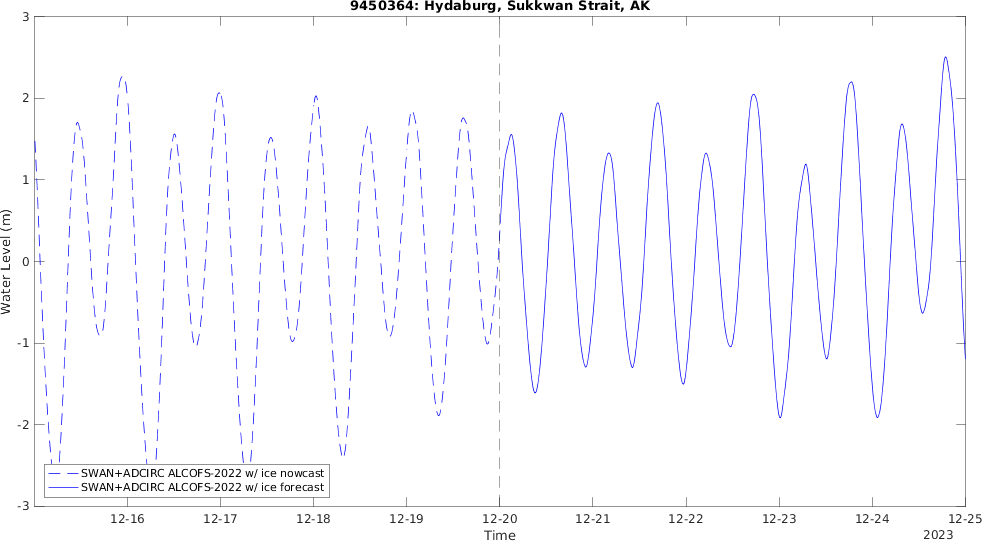 9450364: Hydaburg, Sukkwan Strait, AK
3
2
1
0
-1
-2
-3
Water Level (m)
SWAN+ADCIRC ALCOFS-2022 w/ ice nowcast
SWAN+ADCIRC ALCOFS-2022 w/ ice forecast
12-16 12-17 12-18 12-19 12-20 12-21 12-22 12-23 12-24 12-25
Time
2023